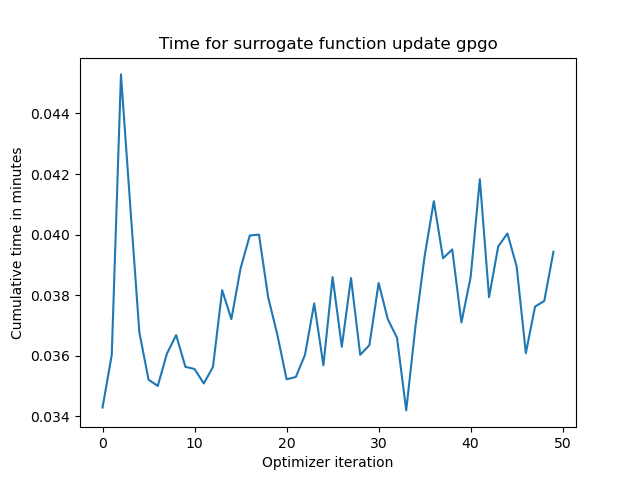 Time for surrogate function update gpgo
Cumulative time in minutes
0.044
0.042
0.040
0.038
0.036
0.034
0 10 20 30 40 50
Optimizer iteration